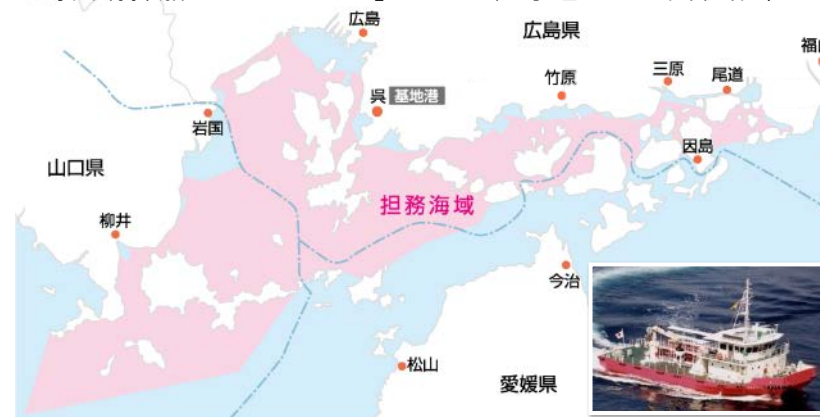 広島
広島県
福山
三原
尾道
竹原
呉 基地港
岩国
因島
山口県
担務海域
柳井
今治
松山
愛媛県